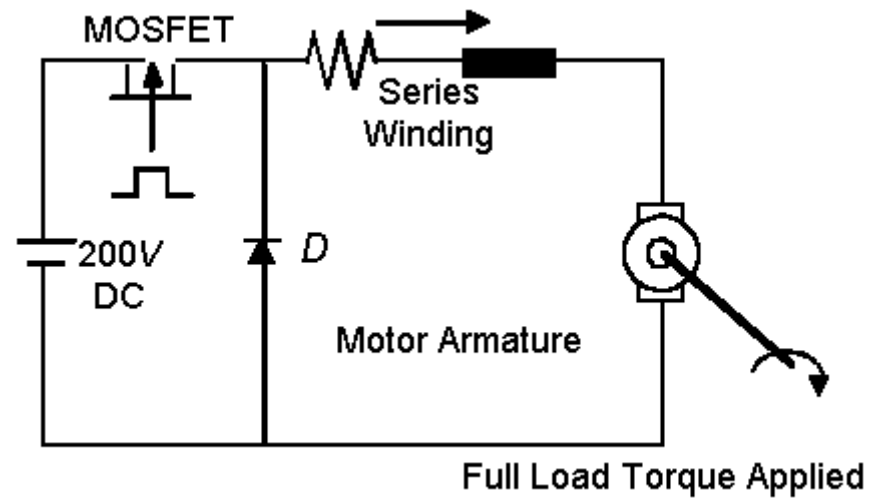 MOSFET
Series
Winding
200V
DC
D
Motor Armature
Full Load Torque Applied